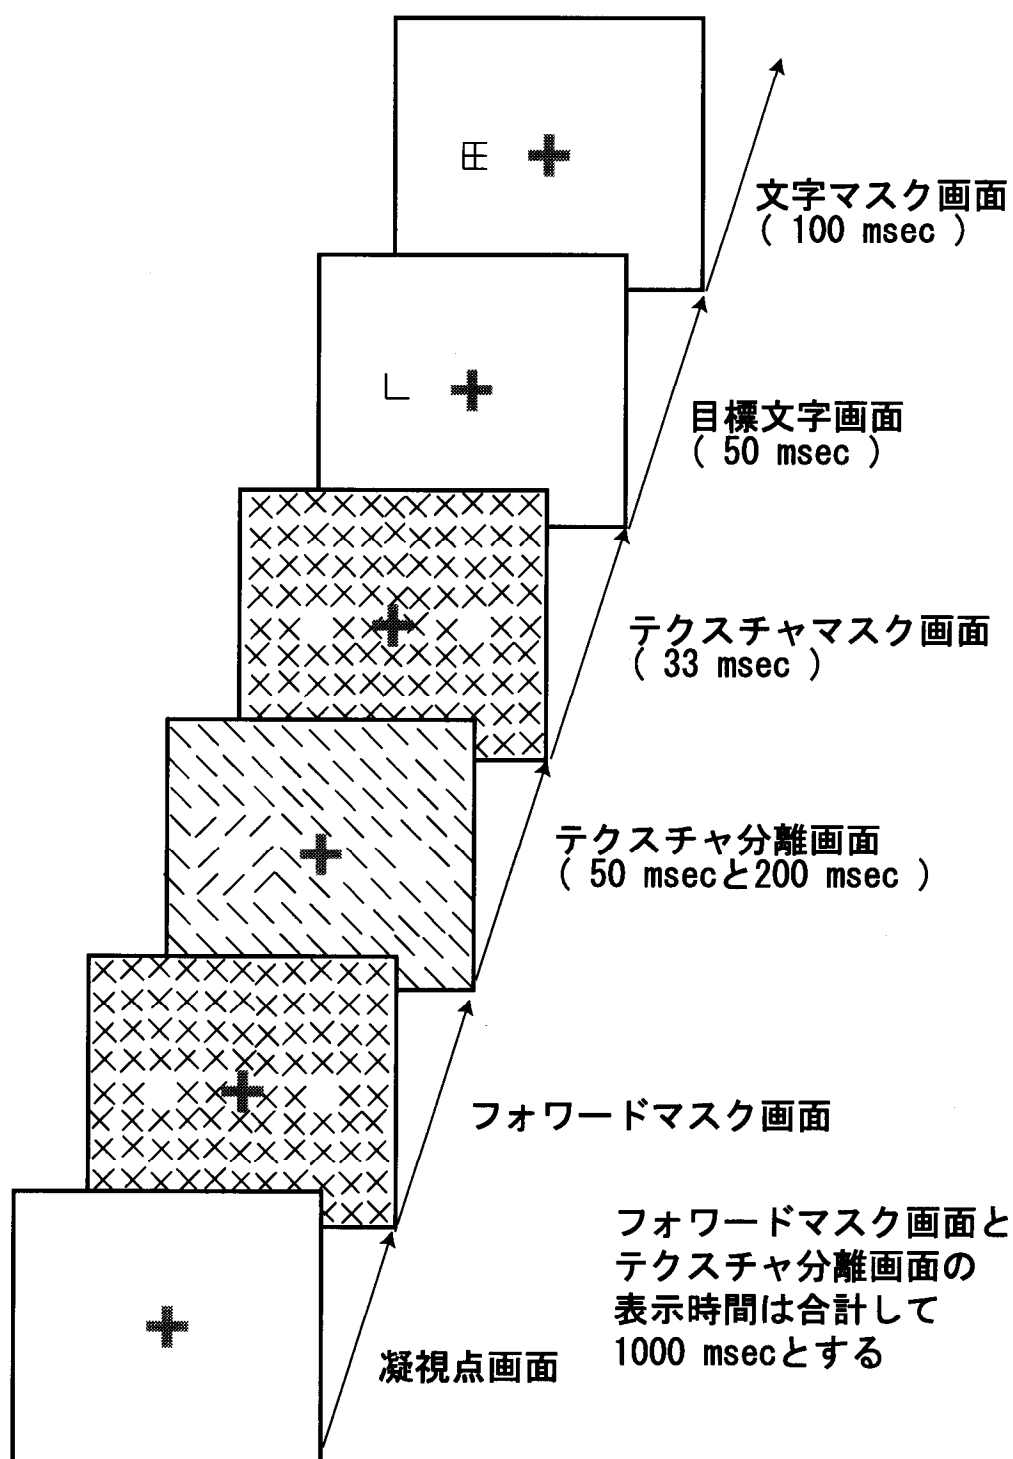 文字マスク画面
( 100 msec )
目標文字画面
( 50 msec )
テクスチャマスク画面
( 33 msec )
テクスチャ分離画面
( 50 msecと200 msec )
フォワードマスク画面
フォワードマスク画面と
テクスチャ分離画面の
表示時間は合計して
1000 msecとする
凝視点画面